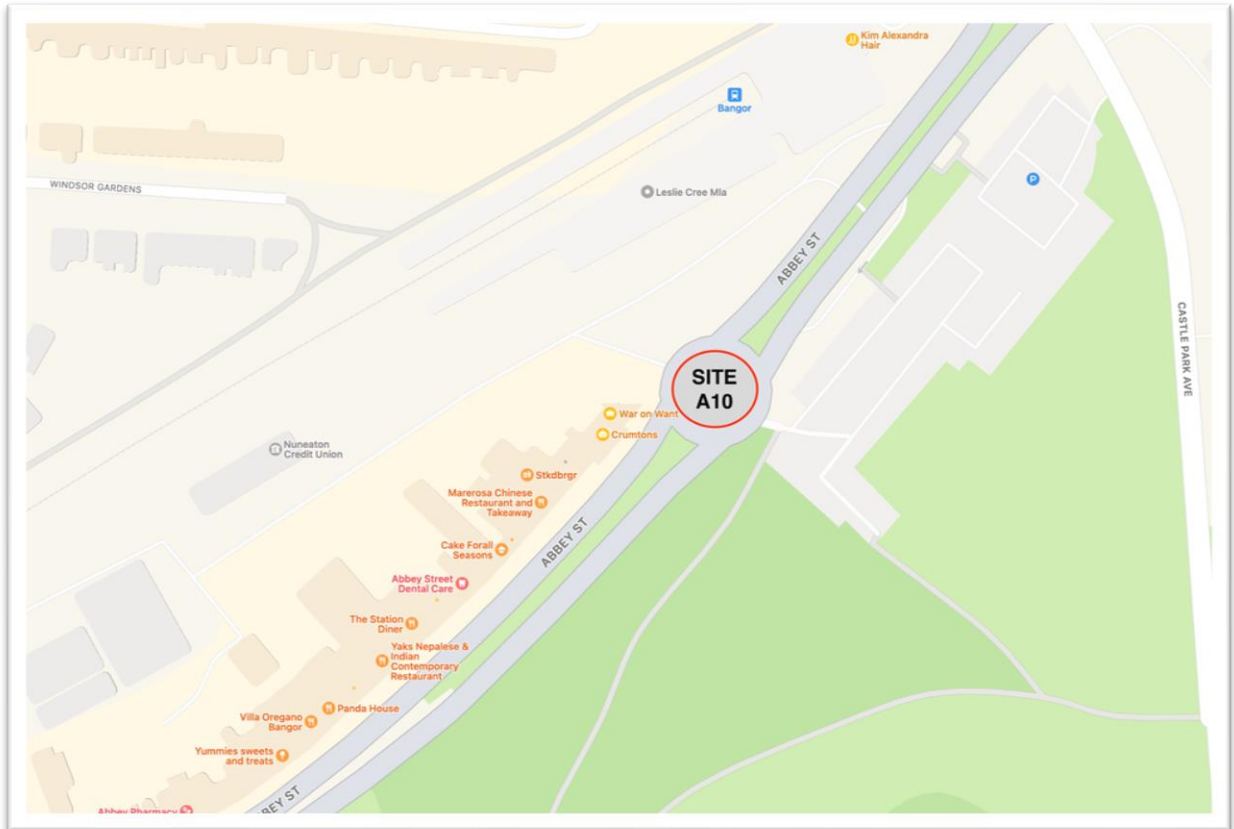 Kim Alexandra
Hair
Bangor
WINDSOR GARDENS
Leslie Cree Mla
P
ABBEY ST
CASTLE PARK AVE
SITE
A10
War on Want
Crumtons
Nuneaton
Credit Union
Stkdbrgr
Marerosa Chinese
Restaurant and
Takeaway
ABBEY ST
Cake Forall
Seasons
Abbey Street
Dental Care
The Station
Diner
Yaks Nepalese &
Indian
Contemporary
Restaurant
Panda House
Villa Oregano
Bangor
Yummies sweets
and treats
Abbey Pharmacy
BEY ST